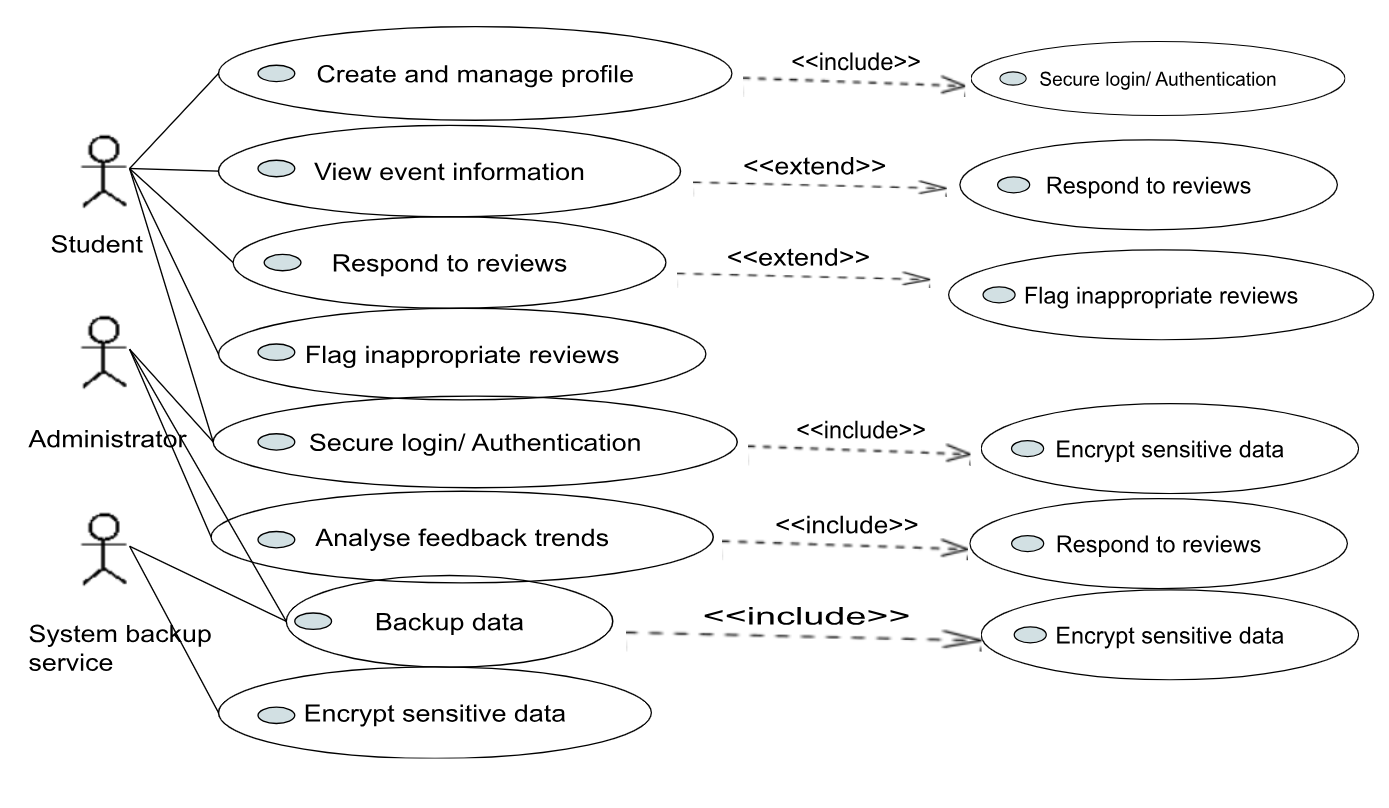 Create and manage profile
<<include>>
Secure login/ Authentication
View event information
<<extend>>
Respond to reviews
Student
Respond to reviews
<<extend>>
Flag inappropriate reviews
Flag inappropriate reviews
Administrator
Secure login/ Authentication
<<include>>
Encrypt sensitive data
Analyse feedback trends
<<include>>
Respond to reviews
System backup
service
Backup data
<<include>>
Encrypt sensitive data
Encrypt sensitive data